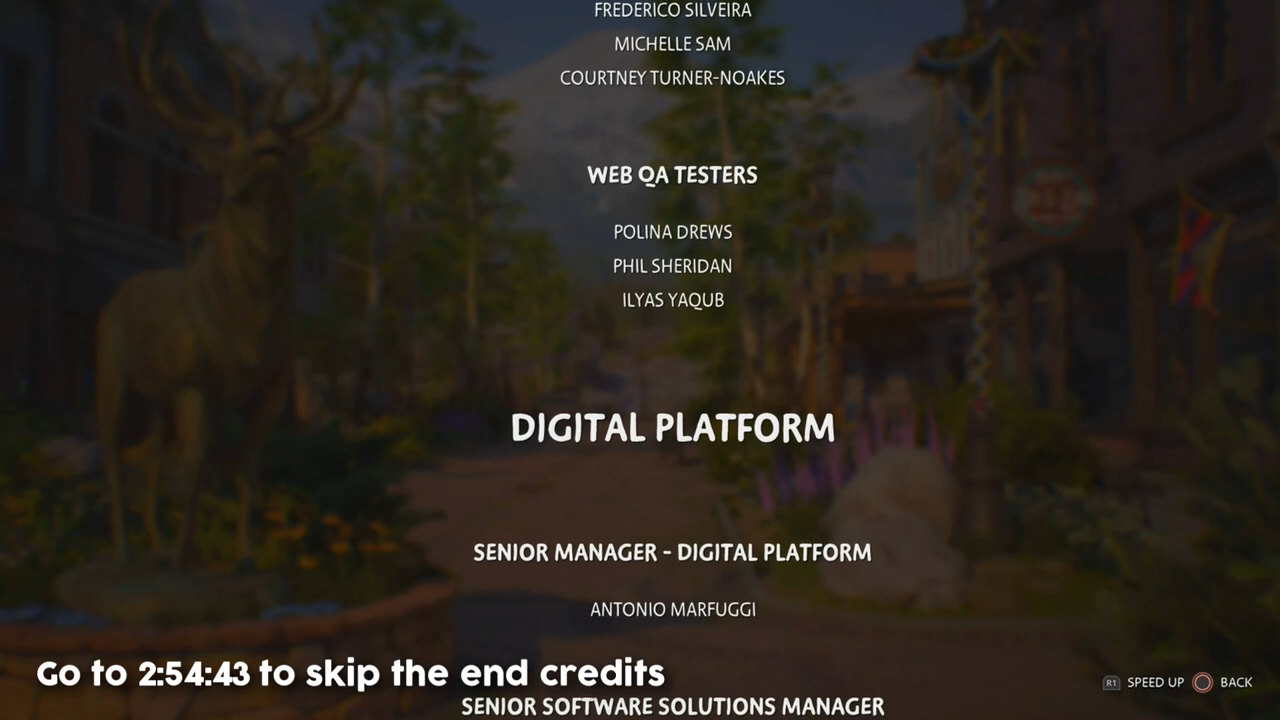 FREDERICO SILVEIRA
MICHELLE SAM
COURTNEY TURNER-NOAKES
WEB QA TESTERS
POLINA DREWS
PHIL SHERIDAN
ILYAS YAQUB
DIGITAL PLATFORM
SENIOR MANAGER - DIGITAL PLATFORM
ANTONIO MARFUGGI
Go to 2:54:43 to skip the end credits
R1 SPEED UP BACK
SENIOR SOFTWARE SOLUTIONS MANAGER